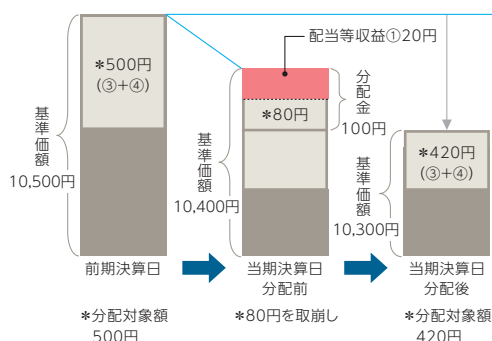 配当等収益①20円
*500円
(③+④)
基準価額
10,500円
*80円
分配金
100円
基準価額
10,400円
*420円
(③+④)
基準価額
10,300円
前期決算日
当期決算日
分配前
当期決算日
分配後
*分配対象額
500円
*80円を取崩し
*分配対象額
420円